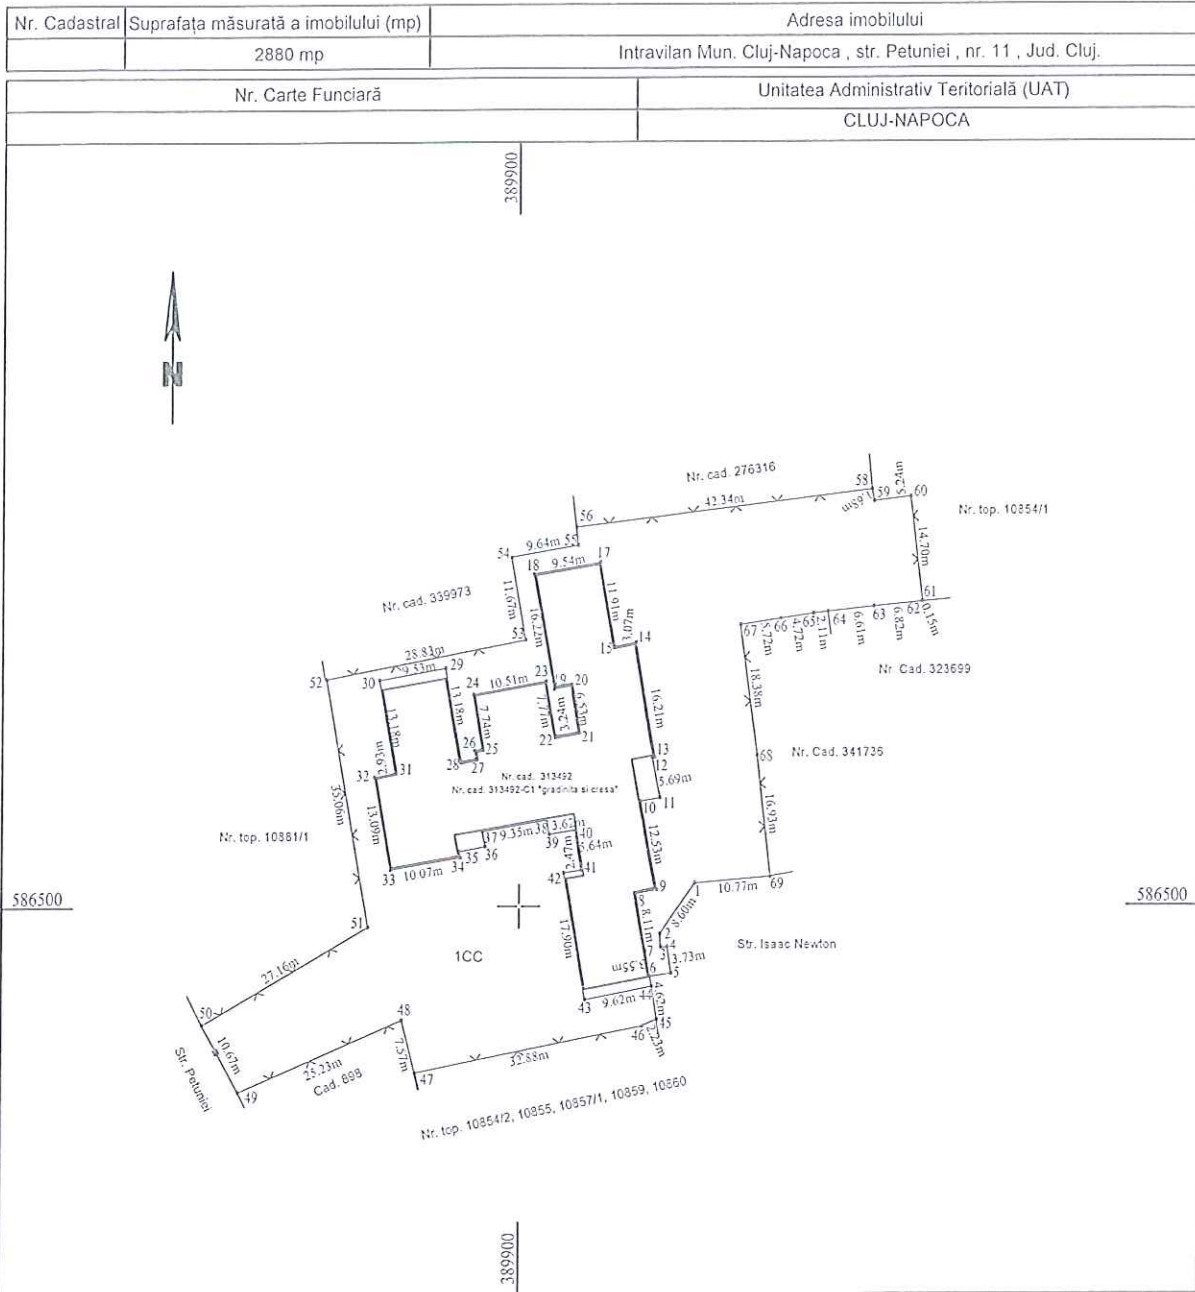 Nr. Cadastral Suprafața măsurată a imobilului (mp) Adresa imobilului
2880 mp Intravilan Mun. Cluj-Napoca , str. Petuniei , nr. 11 , Jud. Cluj.
Nr. Carte Funciară Unitatea Administrativ Teritorială (UAT)
CLUJ-NAPOCA
389900
N
Nr. cad. 276316
58
59
1.68m
5.24m
60
Nr. top. 10854/1
42.34m
56
14.70m
54
9.64m
55
17
18
9.54m
61
11.67m
Nr. cad. 339973
16.22m
11.91m
3.07m
67
5.72m
66
4.72m
65
2.11m
64
6.61m
63
6.82m
62
0.15m
53
15
14
28.83m
9.53m
29
Nr. Cad. 323699
52
30
24
10.51m
23
19
20
18.38m
13.18m
13.18m
7.74m
7.77m
3.24m
6.53m
16.21m
26
25
22
21
13
68
Nr. Cad. 341736
28
27
12
32
2.93m
31
Nr. cad. 313492
5.69m
Nr. cad. 313492-C1 "gradinita si cresa"
35.06m
10
11
13.09m
16.93m
Nr. top. 10881/1
37
9.35m
38
3.62m
40
12.53m
35
36
39
5.64m
34
2.47m
41
33
10.07m
42
9
1
10.77m
69
586500
586500
51
8
8.60m
17.90m
8.11m
2
1CC
7
3
4
Str. Isaac Newton
27.16m
3.55m
6
3.73m
5
43
9.62m
44
4.62m
50
48
46
45
2.23m
10.67m
7.57m
25.23m
32.88m
Str. Petuniei
Cad. 898
49
47
Nr. top. 10854/2, 10855, 10857/1, 10859, 10860
389900